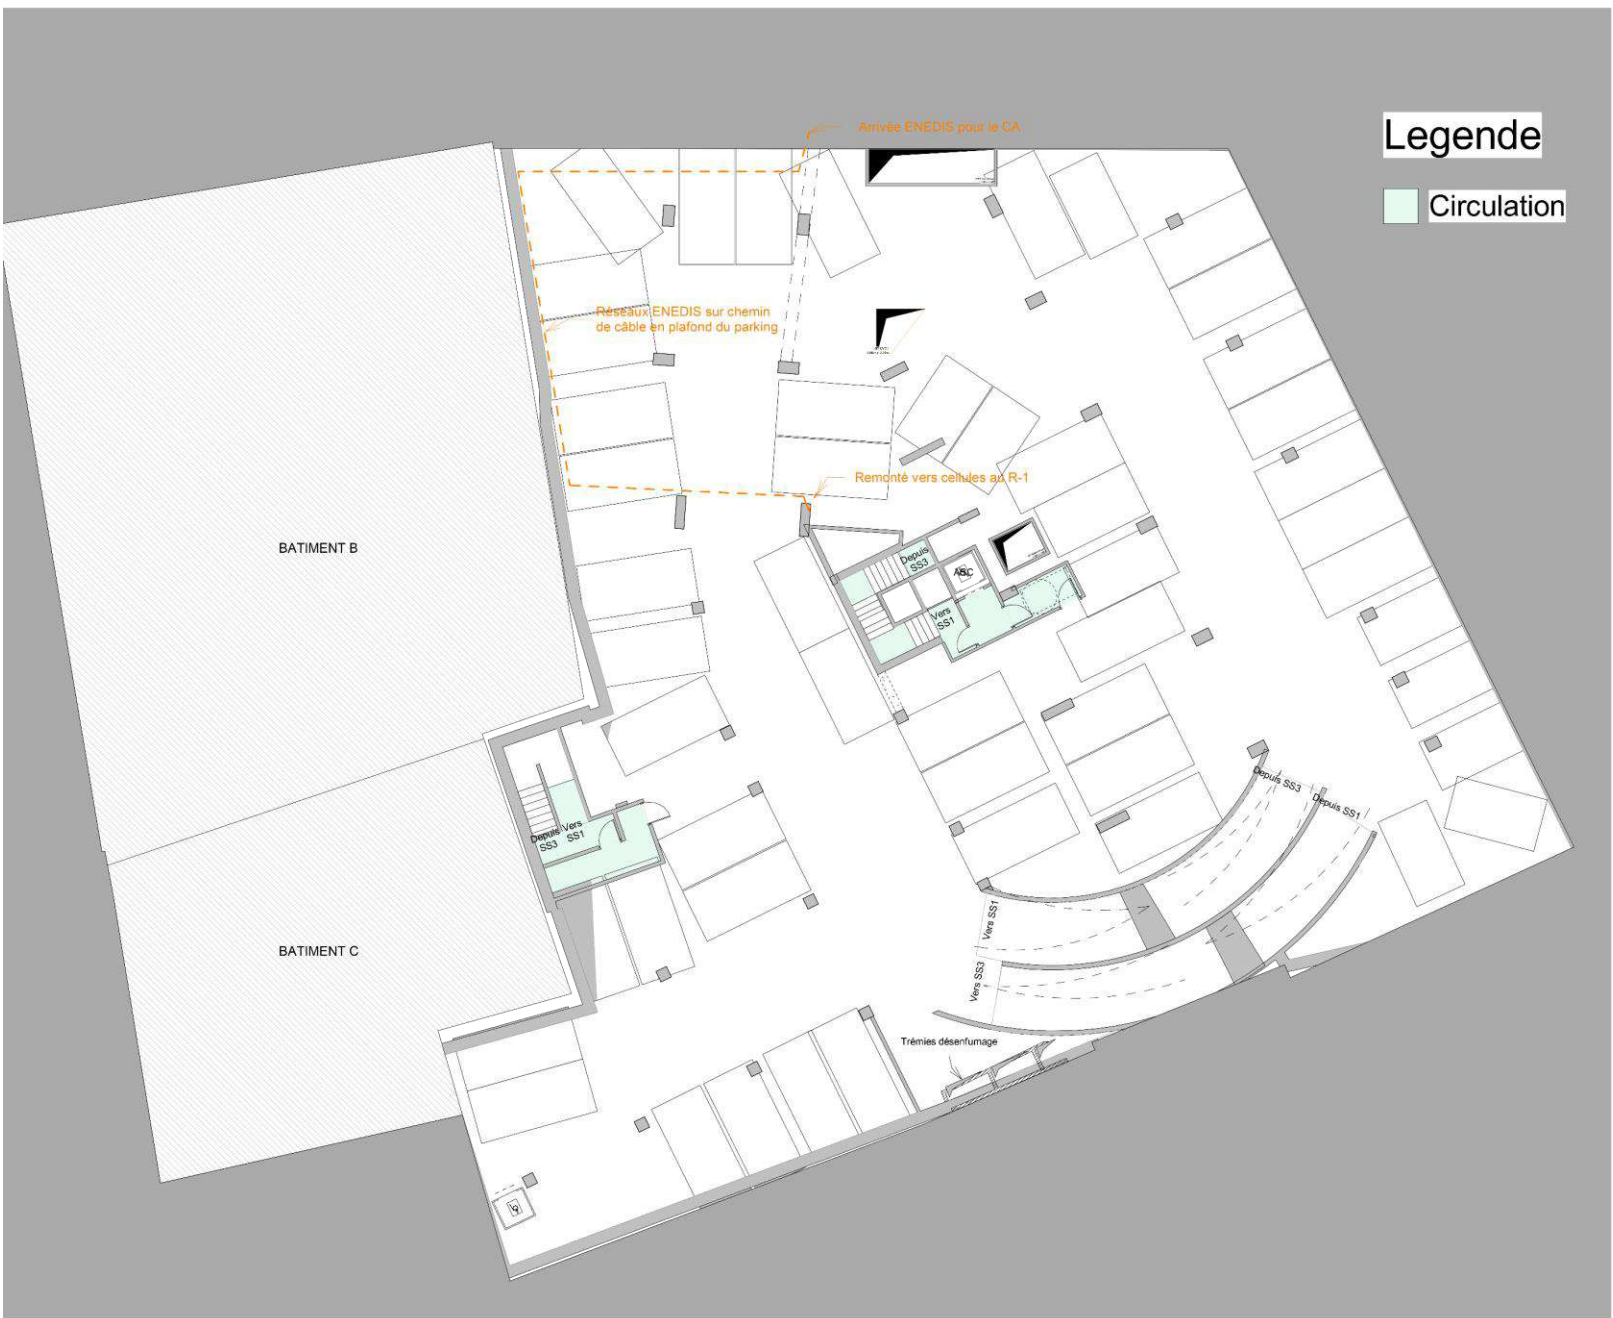 Arrivée ENEDIS pour le CA
Legende
Circulation
Réseaux ENEDIS sur chemin
de câble en plafond du parking
Remonté vers cellules au R-1
BATIMENT B
Depuis
SS3
ASC
Vers
SS1
Depuis SS3
Depuis SS1
Depuis
SS3
Vers
SS1
Vers SS1
Vers SS3
BATIMENT C
Trémies désenfumage